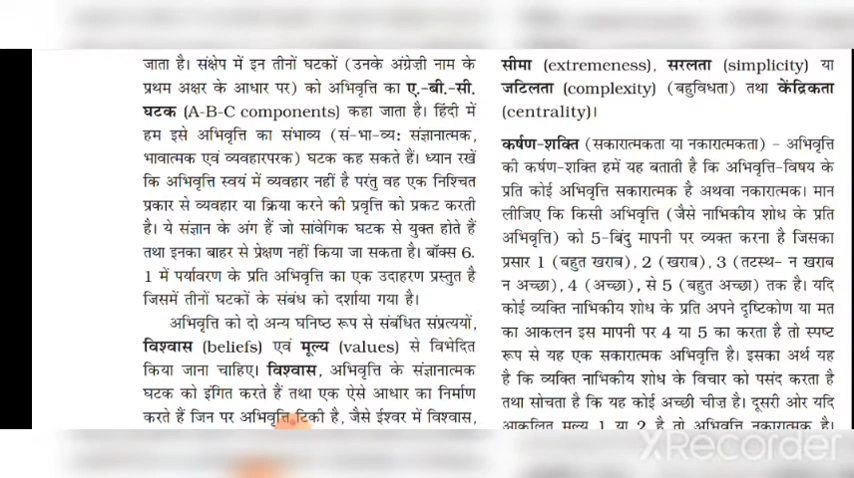 जाता है। संक्षेप में इन तीनों घटकों (उनके अंग्रेज़ी नाम के
प्रथम अक्षर के आधार पर) को अभिवृत्ति का ए.-बी.-सी.
घटक (A-B-C components) कहा जाता है। हिंदी में
हम इसे अभिवृत्ति का संभाव्य (सं-भा-व्य: संज्ञानात्मक,
भावात्मक एवं व्यवहारपरक) घटक कह सकते हैं। ध्यान रखें
कि अभिवृत्ति स्वयं में व्यवहार नहीं है परंतु वह एक निश्चित
प्रकार से व्यवहार या क्रिया करने की प्रवृत्ति को प्रकट करती
है। ये संज्ञान के अंग हैं जो सांवेगिक घटक से युक्त होते हैं
तथा इनका बाहर से प्रेक्षण नहीं किया जा सकता है। बॉक्स 6.
1 में पर्यावरण के प्रति अभिवृत्ति का एक उदाहरण प्रस्तुत है
जिसमें तीनों घटकों के संबंध को दर्शाया गया है।
अभिवृत्ति को दो अन्य घनिष्ठ रूप से संबंधित संप्रत्ययों,
विश्वास (beliefs) एवं मूल्य (values) से विभेदित
किया जाना चाहिए। विश्वास, अभिवृत्ति के संज्ञानात्मक
घटक को इंगित करते हैं तथा एक ऐसे आधार का निर्माण
करते हैं जिन पर अभिवृत्ति टिकी है, जैसे ईश्वर में विश्वास,
सीमा (extremeness), सरलता (simplicity) या
जटिलता (complexity) (बहुविधता) तथा केंद्रिकता
(centrality)।
कर्षण-शक्ति (सकारात्मकता या नकारात्मकता) - अभिवृत्ति
की कर्षण-शक्ति हमें यह बताती है कि अभिवृत्ति-विषय के
प्रति कोई अभिवृत्ति सकारात्मक है अथवा नकारात्मक। मान
लीजिए कि किसी अभिवृत्ति (जैसे नाभिकीय शोध के प्रति
अभिवृत्ति) को 5-बिंदु मापनी पर व्यक्त करना है जिसका
प्रसार 1 (बहुत खराब), 2 (खराब), 3 (तटस्थ- न खराब
न अच्छा), 4 (अच्छा), से 5 (बहुत अच्छा) तक है। यदि
कोई व्यक्ति नाभिकीय शोध के प्रति अपने दृष्टिकोण या मत
का आकलन इस मापनी पर 4 या 5 का करता है तो स्पष्ट
रूप से यह एक सकारात्मक अभिवृत्ति है। इसका अर्थ यह
है कि व्यक्ति नाभिकीय शोध के विचार को पसंद करता है
तथा सोचता है कि यह कोई अच्छी चीज़ है। दूसरी ओर यदि
आकलित मूल्य 1 या 2 है तो अभिवृत्ति नकारात्मक है।
XRecorder